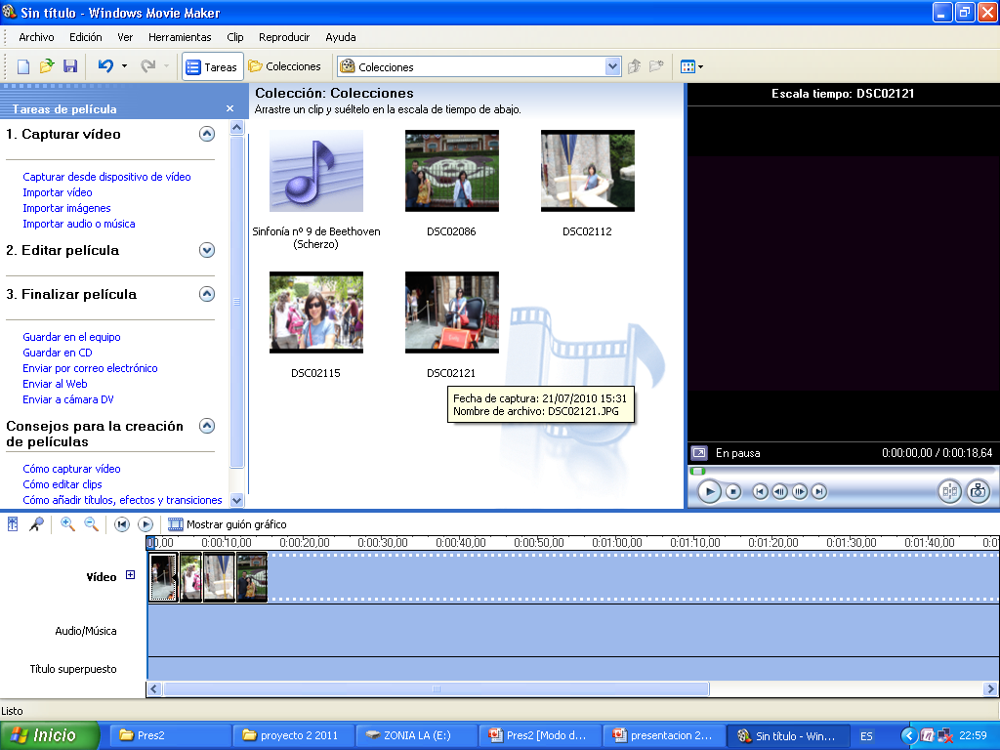 Sin título - Windows Movie Maker
Archivo Edición Ver Herramientas Clip Reproducir Ayuda
Tareas Colecciones Colecciones
Tareas de película
1. Capturar vídeo
Capturar desde dispositivo de vídeo
Importar vídeo
Importar imágenes
Importar audio o música
2. Editar película
3. Finalizar película
Guardar en el equipo
Guardar en CD
Enviar por correo electrónico
Enviar al Web
Enviar a cámara DV
Consejos para la creación
de películas
Cómo capturar vídeo
Cómo editar clips
Cómo añadir títulos, efectos y transiciones
Colección: Colecciones
Arrastre un clip y suéltelo en la escala de tiempo de abajo.
Sinfonía nº 9 de Beethoven
(Scherzo)
DSC02086
DSC02112
DSC02115
DSC02121
Fecha de captura: 21/07/2010 15:31
Nombre de archivo: DSC02121.JPG
Escala tiempo: DSC02121
En pausa 0:00:00,00 / 0:00:18,64
Mostrar guión gráfico
00,00 0:00:10,00 0:00:20,00 0:00:30,00 0:00:40,00 0:00:50,00 0:01:00,00 0:01:10,00 0:01:20,00 0:01:30,00 0:01:40,00 0:0
Vídeo
Audio/Música
Título superpuesto
Listo
Inicio Pres2 proyecto 2 2011 ZONIA LA (E:) Pres2 [Modo d... presentacion 2... Sin título - Win... ES 22:59